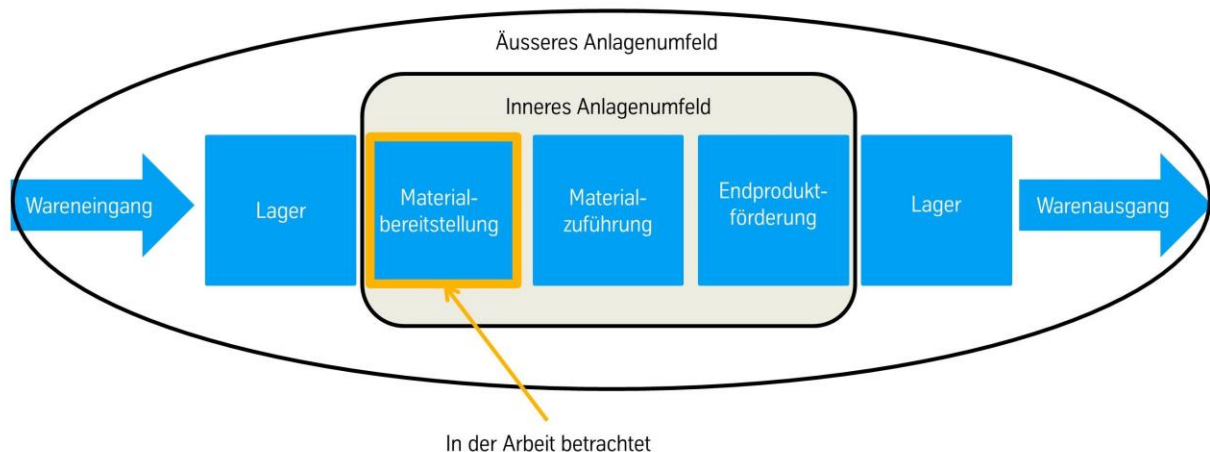 Äusseres Anlagenumfeld
Inneres Anlagenumfeld
Wareneingang
Lager
Material-
bereitstellung
Material-
zuführung
Endprodukt-
förderung
Lager
Warenausgang
In der Arbeit betrachtet